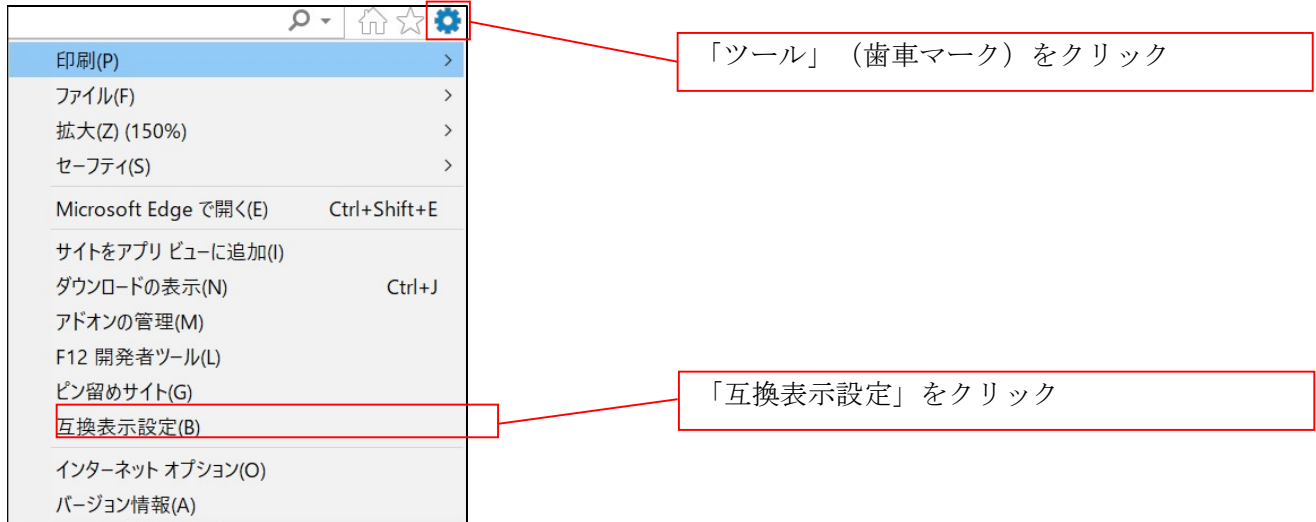 「ツール」（歯車マーク）をクリック
印刷(P)
ファイル(F)
拡大(Z) (150%)
セーフティ(S)
Microsoft Edge で開く(E) Ctrl+Shift+E
サイトをアプリ ビューに追加(I)
ダウンロードの表示(N) Ctrl+J
アドオンの管理(M)
F12 開発者ツール(L)
ピン留めサイト(G)
「互換表示設定」をクリック
互換表示設定(B)
インターネット オプション(O)
バージョン情報(A)